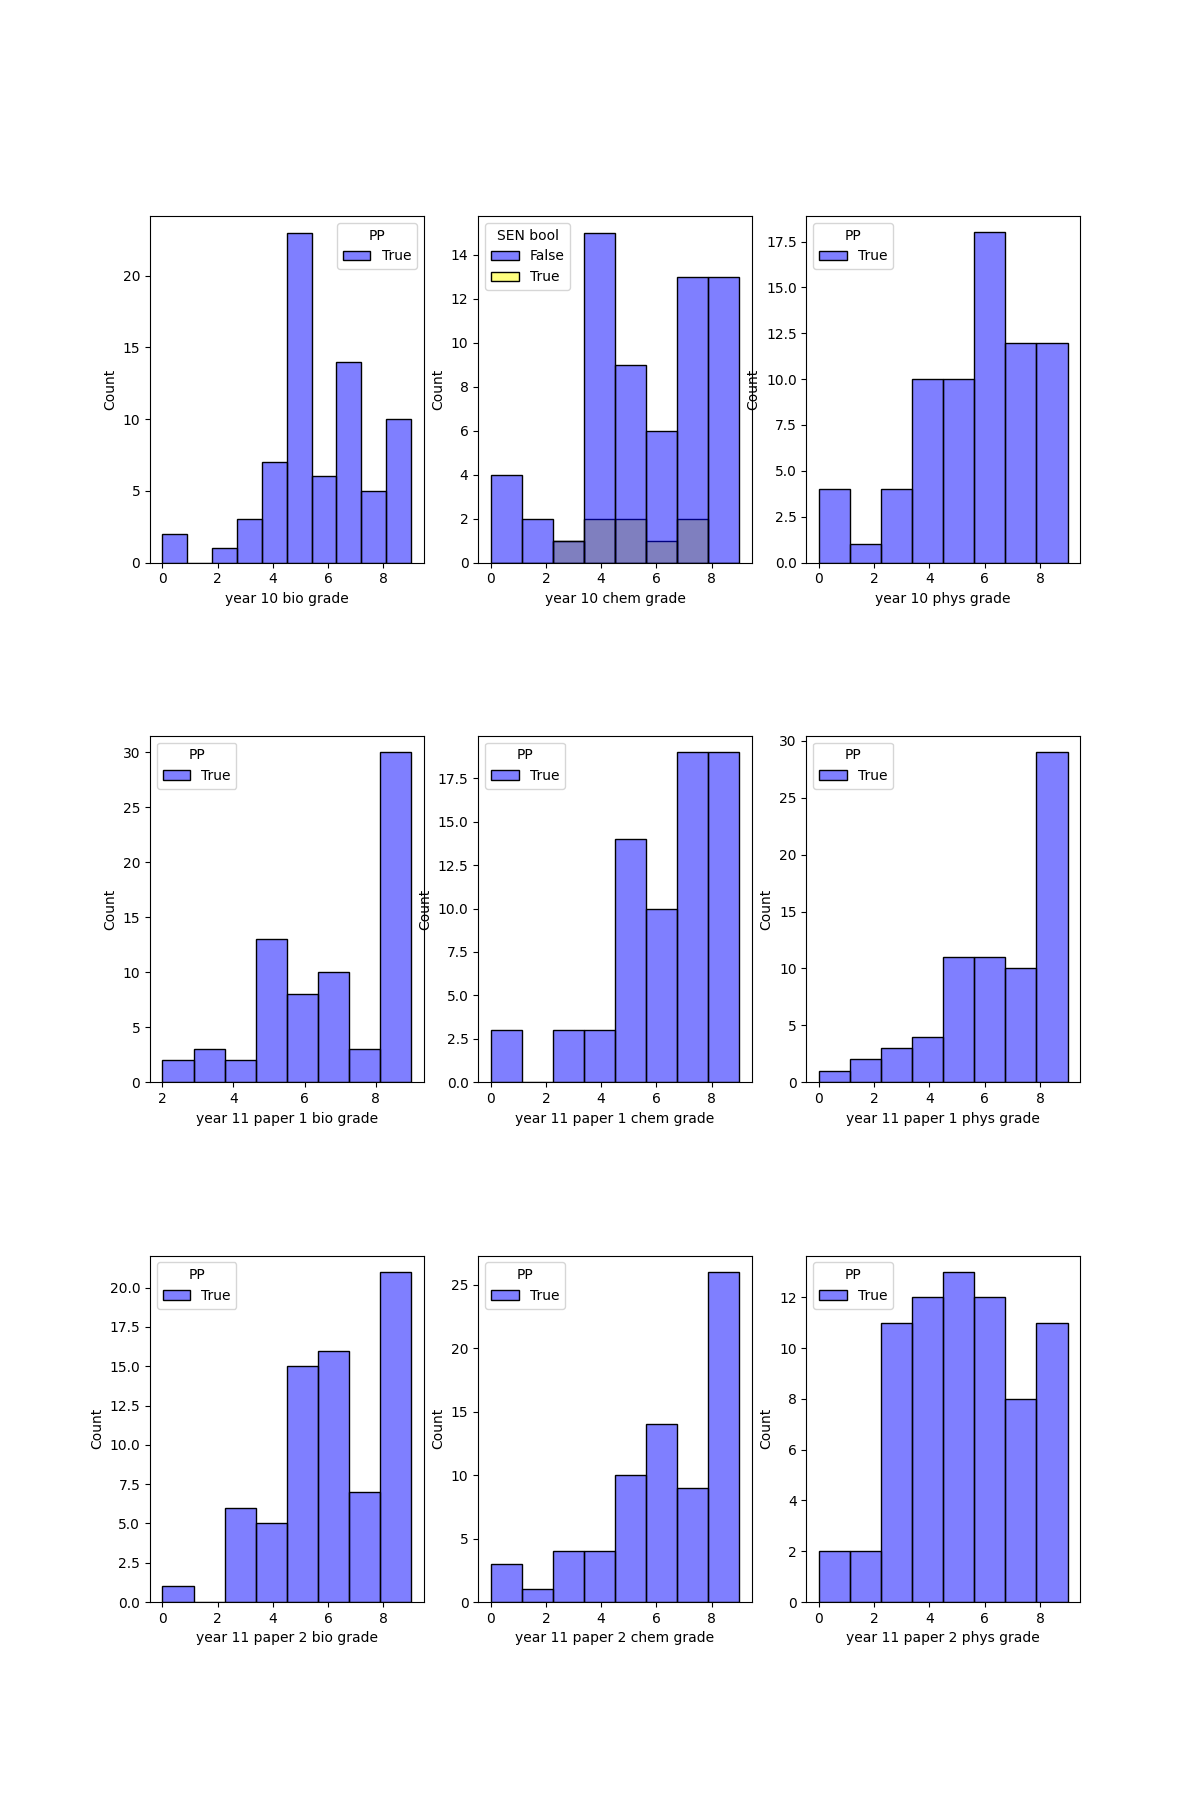 PP
True
20
15
10
5
0
Count
0 2 4 6 8
year 10 bio grade
SEN bool
False
True
14
12
10
8
6
4
2
0
Count
0 2 4 6 8
year 10 chem grade
PP
True
17.5
15.0
12.5
10.0
7.5
5.0
2.5
0.0
Count
0 2 4 6 8
year 10 phys grade
PP
True
30
25
20
15
10
5
0
Count
2 4 6 8
year 11 paper 1 bio grade
PP
True
17.5
15.0
12.5
10.0
7.5
5.0
2.5
0.0
Count
0 2 4 6 8
year 11 paper 1 chem grade
PP
True
30
25
20
15
10
5
0
Count
0 2 4 6 8
year 11 paper 1 phys grade
PP
True
20.0
17.5
15.0
12.5
10.0
7.5
5.0
2.5
0.0
Count
0 2 4 6 8
year 11 paper 2 bio grade
PP
True
25
20
15
10
5
0
Count
0 2 4 6 8
year 11 paper 2 chem grade
PP
True
12
10
8
6
4
2
0
Count
0 2 4 6 8
year 11 paper 2 phys grade